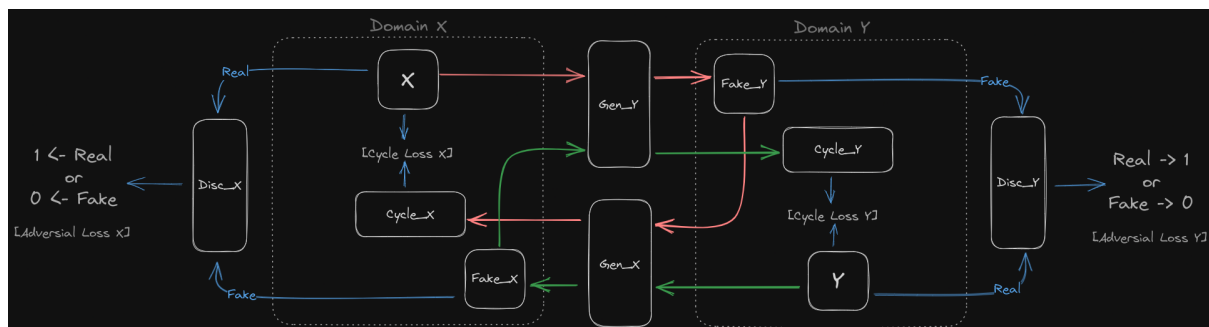 Domain X
Domain Y
Real
X
Gen_Y
Fake_Y
Fake
[Cycle Loss X]
Cycle_Y
1 <- Real
or
0 <- Fake
[Adversial Loss X]
Disc_X
Cycle_X
[Cycle Loss Y]
Disc_Y
Real -> 1
or
Fake -> 0
[Adversial Loss Y]
Fake_X
Gen_X
Y
Fake
Real